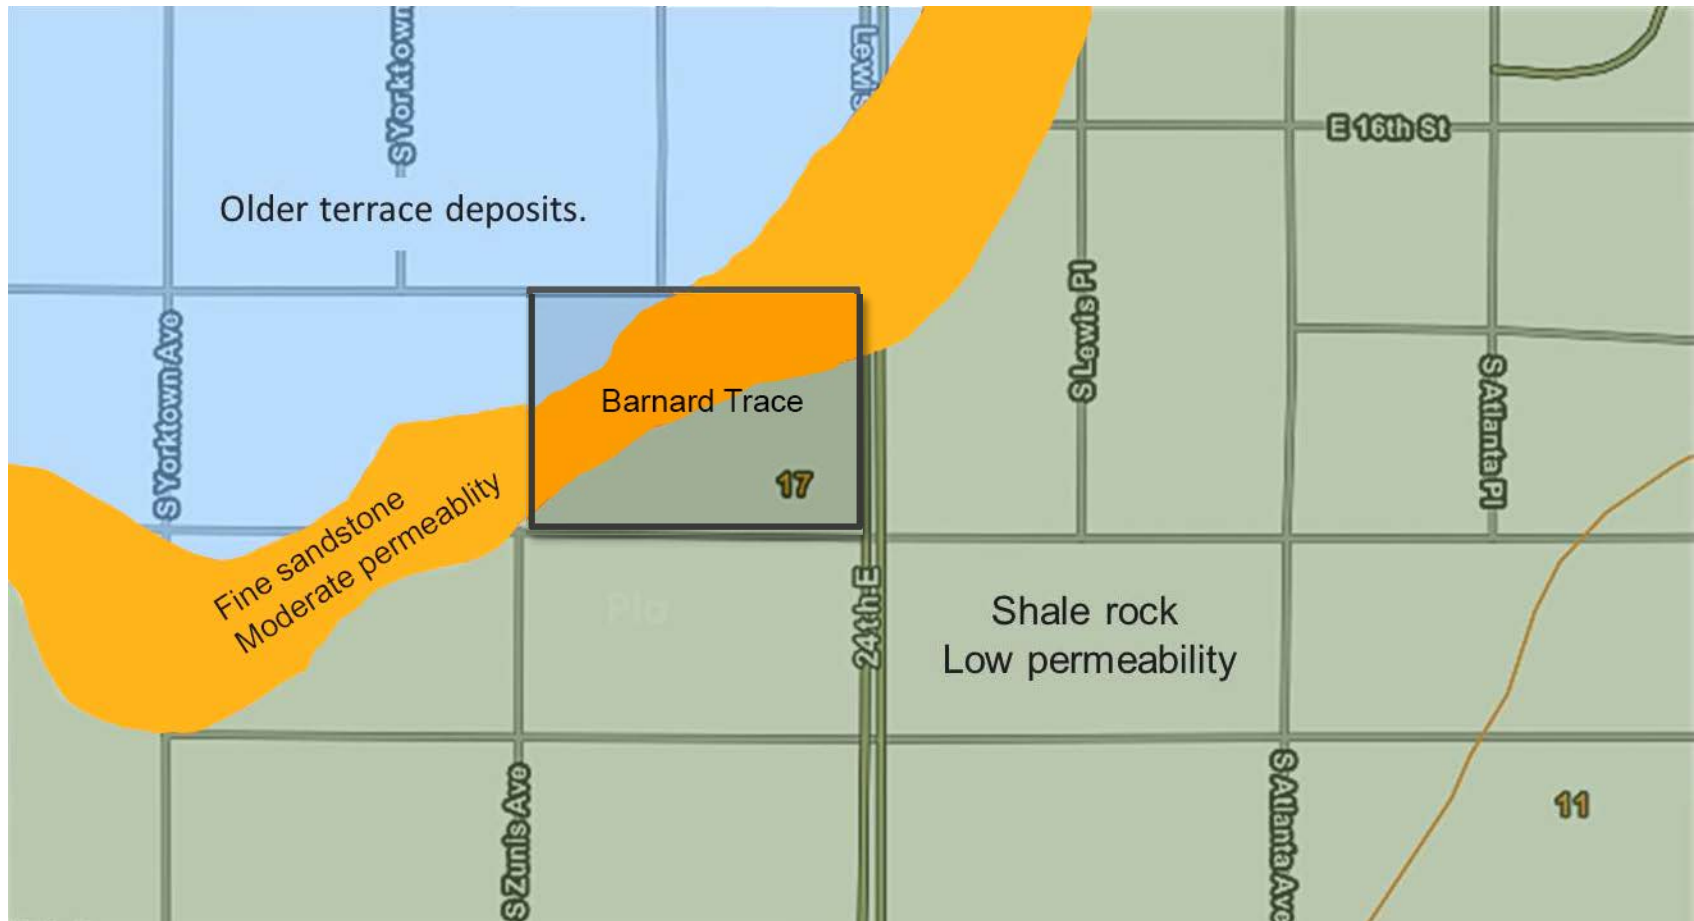 S Yorktown
Lewis
E 16th St
Older terrace deposits.
S Lewis Pl
S Yorktown Ave
S Atlanta Pl
Barnard Trace
17
Fine sandstone
Moderate permeablity
24th E
Shale rock
Low permeability
S Zunis Ave
S Atlanta Ave
11